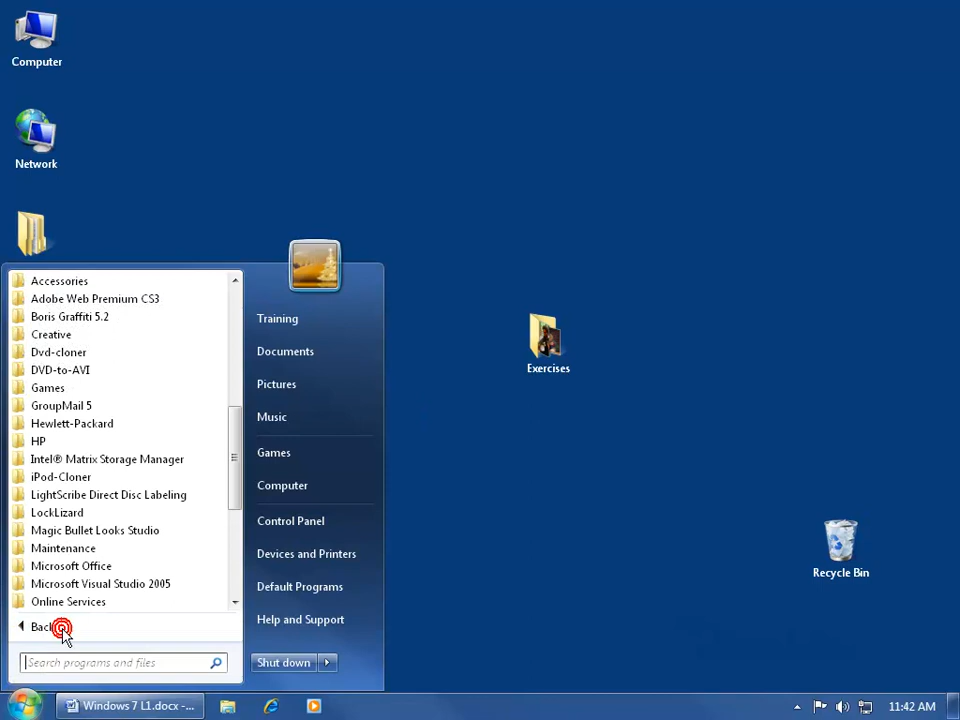 Computer
Network
Accessories
Adobe Web Premium CS3
Boris Graffiti 5.2
Creative
Dvd-cloner
DVD-to-AVI
Games
GroupMail 5
Hewlett-Packard
HP
Intel® Matrix Storage Manager
iPod-Cloner
LightScribe Direct Disc Labeling
LockLizard
Magic Bullet Looks Studio
Maintenance
Microsoft Office
Microsoft Visual Studio 2005
Online Services
Back
Search programs and files
Training
Documents
Pictures
Music
Games
Computer
Control Panel
Devices and Printers
Default Programs
Help and Support
Shut down
Exercises
Recycle Bin
Windows 7 L1.docx -...
11:42 AM